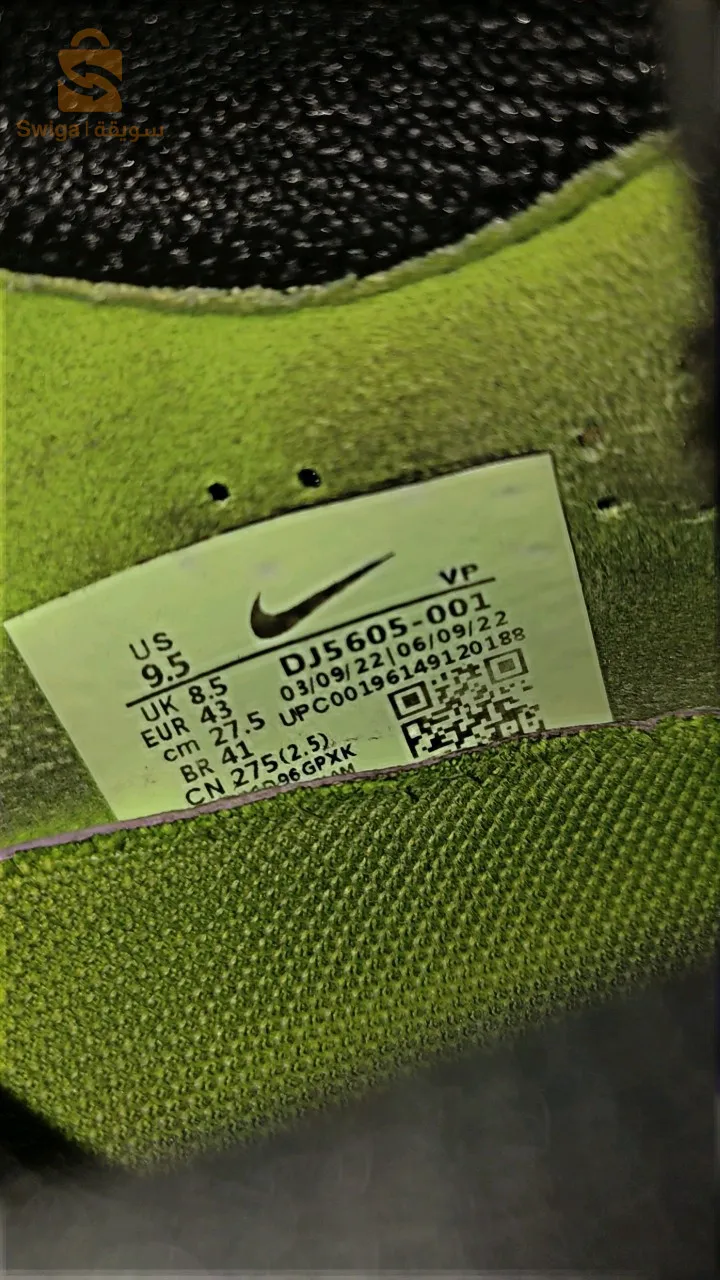 Swiga | سويقة
VP
US
9.5
DJ5605-001
UK 8.5
03/09/22|06/09/22
EUR 43
UPC00196149120188
cm 27.5
BR 41
CN 275(2.5)